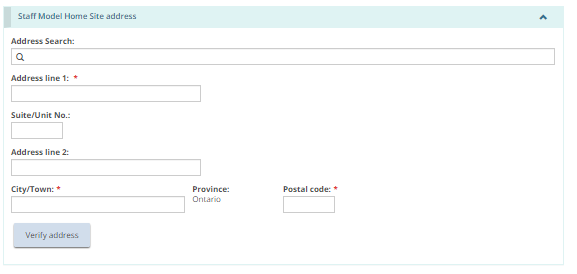 Staff Model Home Site address
Address Search:
Address line 1: *
Suite/Unit No.:
Address line 2:
City/Town: * Province: Postal code: *
Ontario
Verify address